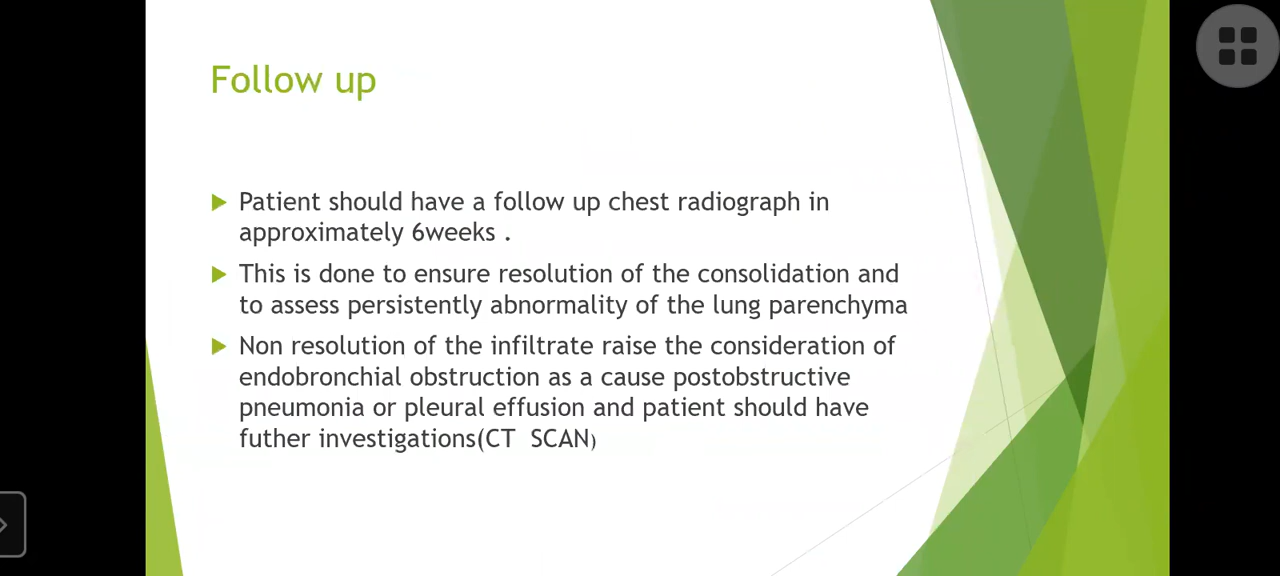 Follow up
Patient should have a follow up chest radiograph in
approximately 6weeks .
This is done to ensure resolution of the consolidation and
to assess persistently abnormality of the lung parenchyma
Non resolution of the infiltrate raise the consideration of
endobronchial obstruction as a cause postobstructive
pneumonia or pleural effusion and patient should have
futher investigations(CT SCAN)